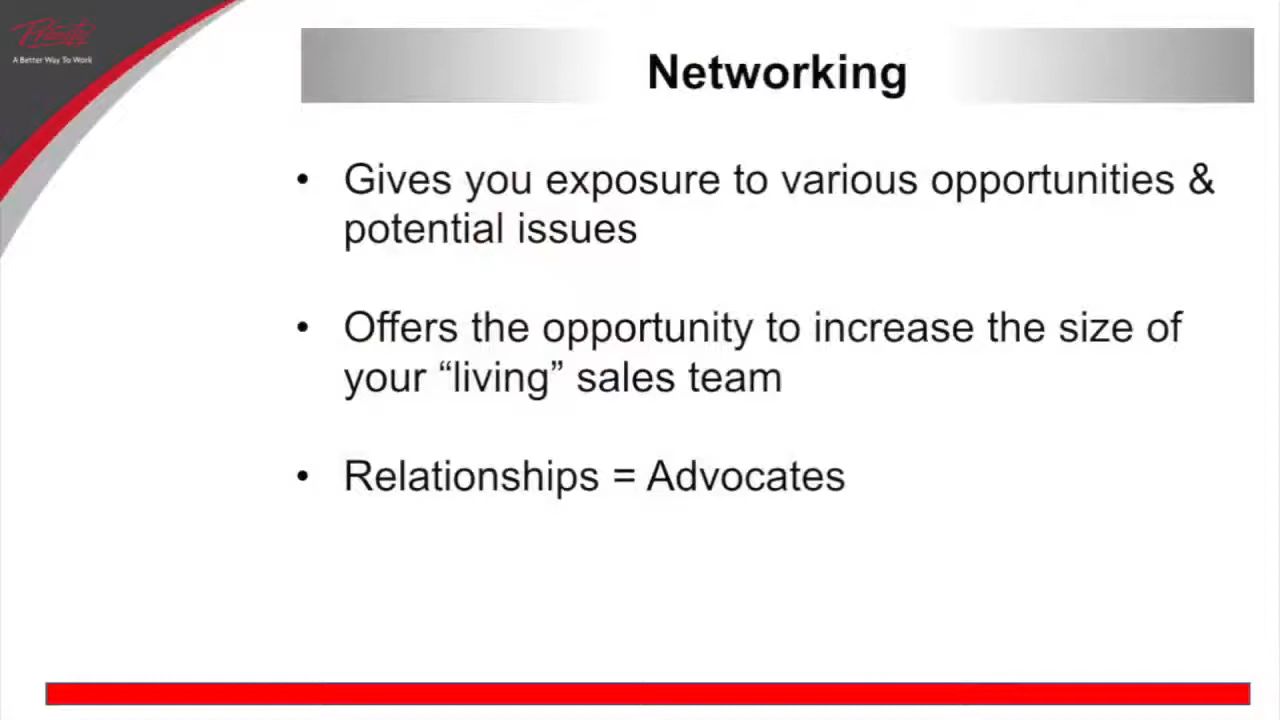 A Better Way To Work
Networking
• Gives you exposure to various opportunities &
potential issues
• Offers the opportunity to increase the size of
your “living” sales team
• Relationships = Advocates